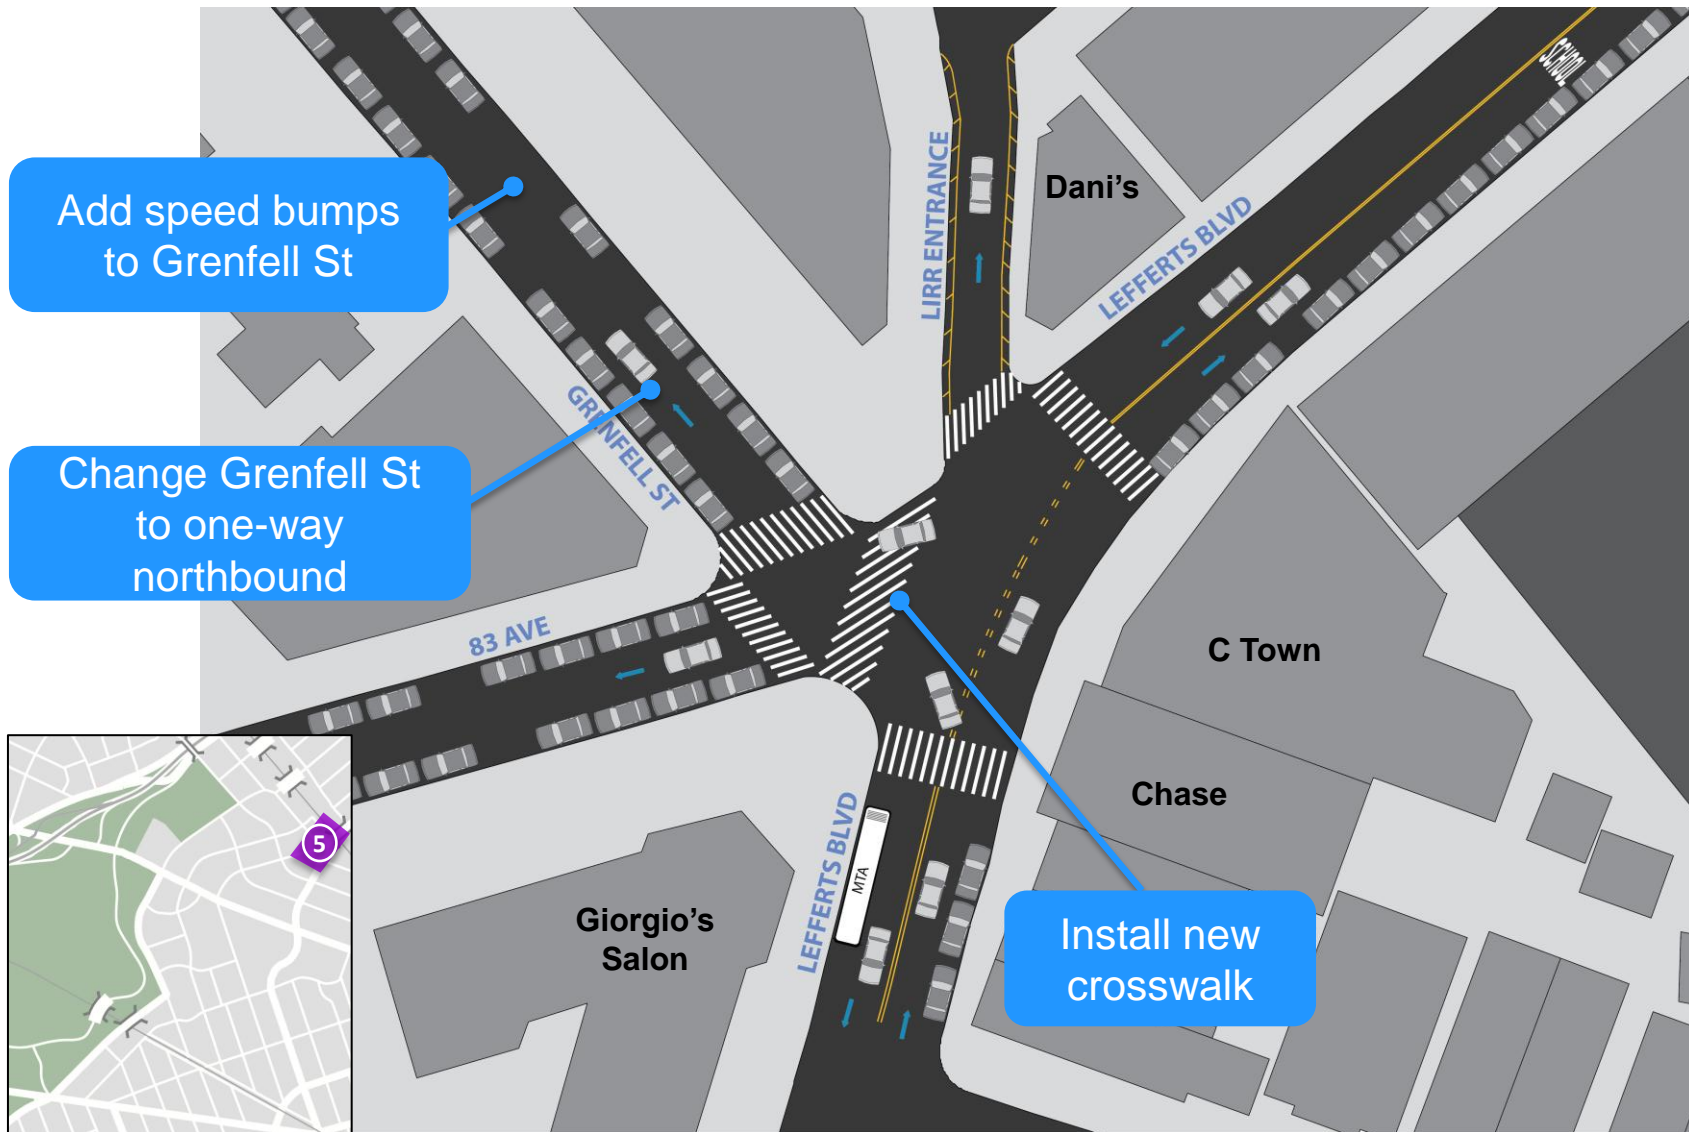 SCHOOL
Dani's
LIRR ENTRANCE
LEFFERTS BLVD
Add speed bumps
to Grenfell St
GRENFELL ST
Change Grenfell St
to one-way
northbound
83 AVE
C Town
Chase
5
LEFFERTS BLVD
MTA
Giorgio's
Salon
Install new
crosswalk